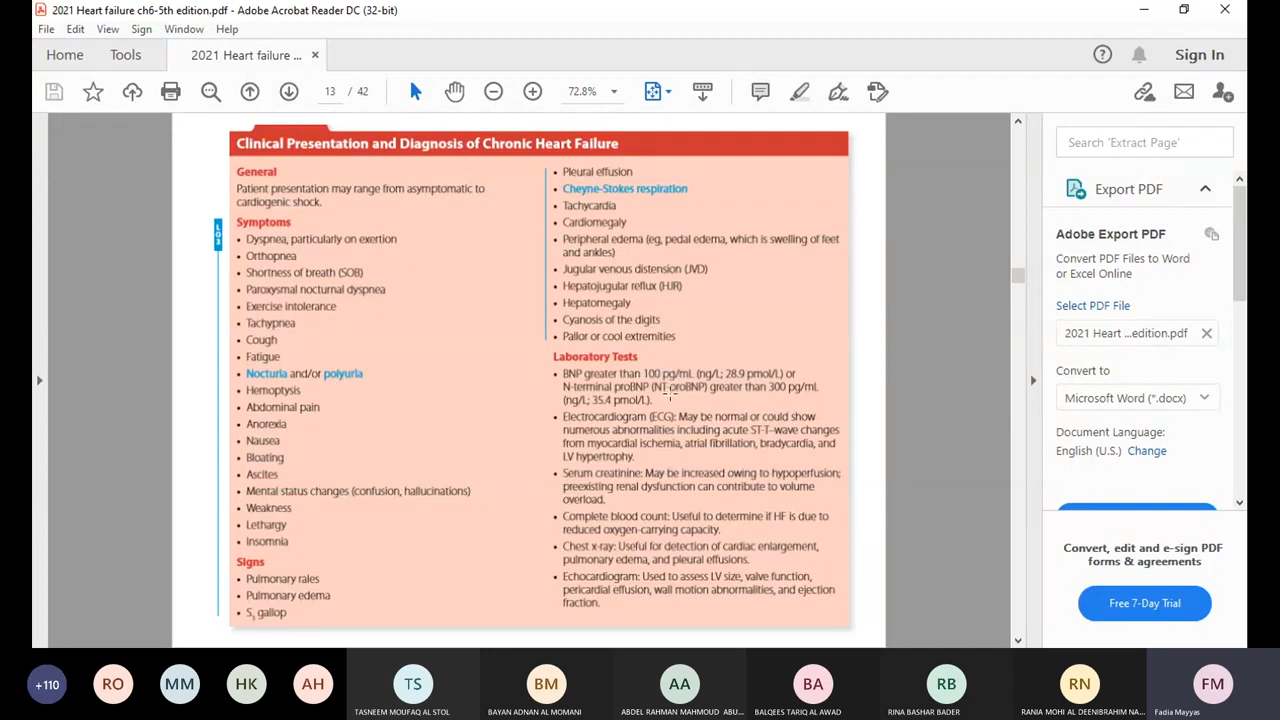 2021 Heart failure ch6-5th edition.pdf - Adobe Acrobat Reader DC (32-bit)
File Edit View Sign Window Help
Home Tools 2021 Heart failure ... × Sign In
13 / 42 72.8%
Clinical Presentation and Diagnosis of Chronic Heart Failure
General
Patient presentation may range from asymptomatic to
cardiogenic shock.
Symptoms
LO3
• Dyspnea, particularly on exertion
• Orthopnea
• Shortness of breath (SOB)
• Paroxysmal nocturnal dyspnea
• Exercise intolerance
• Tachypnea
• Cough
• Fatigue
• Nocturia and/or polyuria
• Hemoptysis
• Abdominal pain
• Anorexia
• Nausea
• Bloating
• Ascites
• Mental status changes (confusion, hallucinations)
• Weakness
• Lethargy
• Insomnia
Signs
• Pulmonary rales
• Pulmonary edema
• S3 gallop
• Pleural effusion
• Cheyne-Stokes respiration
• Tachycardia
• Cardiomegaly
• Peripheral edema (eg, pedal edema, which is swelling of feet
and ankles)
• Jugular venous distension (JVD)
• Hepatojugular reflux (HJR)
• Hepatomegaly
• Cyanosis of the digits
• Pallor or cool extremities
Laboratory Tests
• BNP greater than 100 pg/mL (ng/L; 28.9 pmol/L) or
N-terminal proBNP (NT-proBNP) greater than 300 pg/mL
(ng/L; 35.4 pmol/L).
• Electrocardiogram (ECG): May be normal or could show
numerous abnormalities including acute ST-T–wave changes
from myocardial ischemia, atrial fibrillation, bradycardia, and
LV hypertrophy.
• Serum creatinine: May be increased owing to hypoperfusion;
preexisting renal dysfunction can contribute to volume
overload.
• Complete blood count: Useful to determine if HF is due to
reduced oxygen-carrying capacity.
• Chest x-ray: Useful for detection of cardiac enlargement,
pulmonary edema, and pleural effusions.
• Echocardiogram: Used to assess LV size, valve function,
pericardial effusion, wall motion abnormalities, and ejection
fraction.
Search 'Extract Page'
Export PDF
Adobe Export PDF
Convert PDF Files to Word
or Excel Online
Select PDF File
2021 Heart ...edition.pdf
Convert to
Microsoft Word (*.docx)
Document Language:
English (U.S.) Change
Convert, edit and e-sign PDF
forms & agreements
Free 7-Day Trial
+110 RO MM HK AH TS BM AA BA RB RN FM
TASNEEM MOUFAQ AL STOL BAYAN ADNAN AL MOMANI ABDEL RAHMAN MAHMOUD ABU... BALQEES TARIQ AL AWAD RINA BASHAR BADER RANIA MOHI AL DEENIBRAHIM NA... Fadia Mayyas